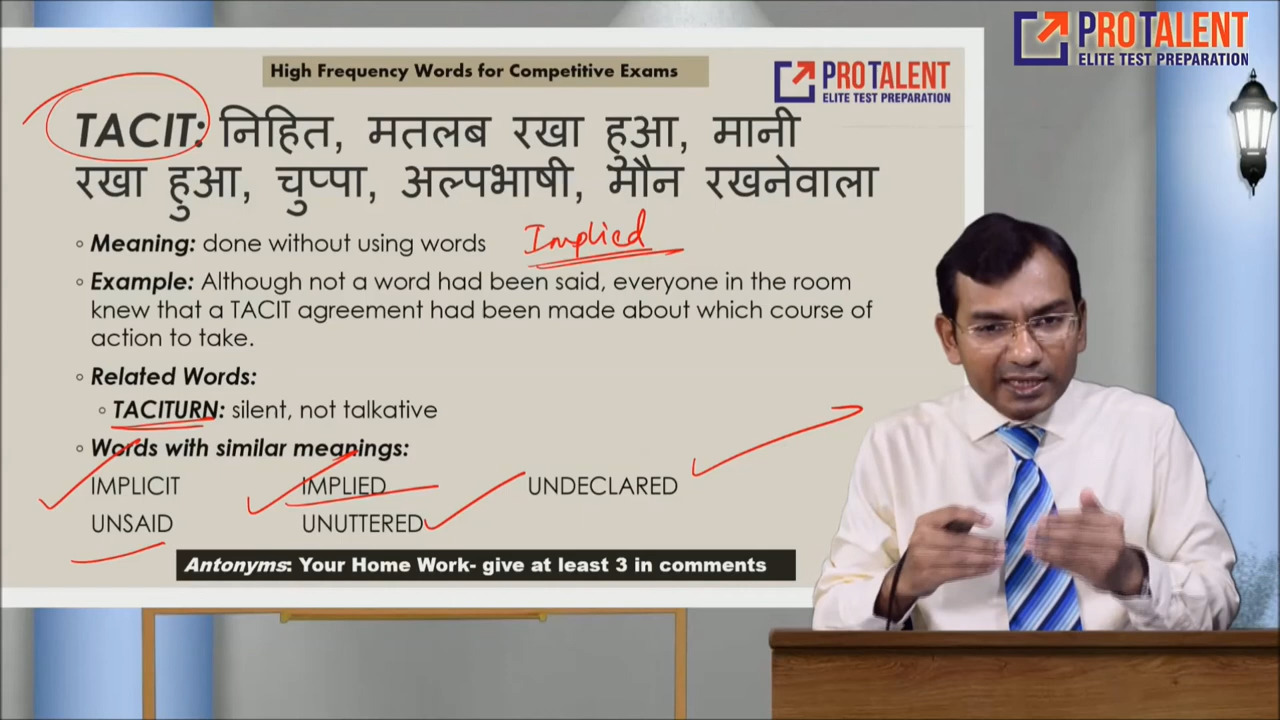 PROTALENT
ELITE TEST PREPARATION
High Frequency Words for Competitive Exams
PROTALENT
ELITE TEST PREPARATION
TACIT: निहित, मतलब रखा हुआ, मानी
रखा हुआ, चुप्पा, अल्पभाषी, मौन रखनेवाला
Meaning: done without using words Implied
Example: Although not a word had been said, everyone in the room
knew that a TACIT agreement had been made about which course of
action to take.
Related Words:
TACITURN: silent, not talkative
Words with similar meanings:
IMPLICIT IMPLIED UNDECLARED
UNSAID UNUTTERED
Antonyms: Your Home Work- give at least 3 in comments